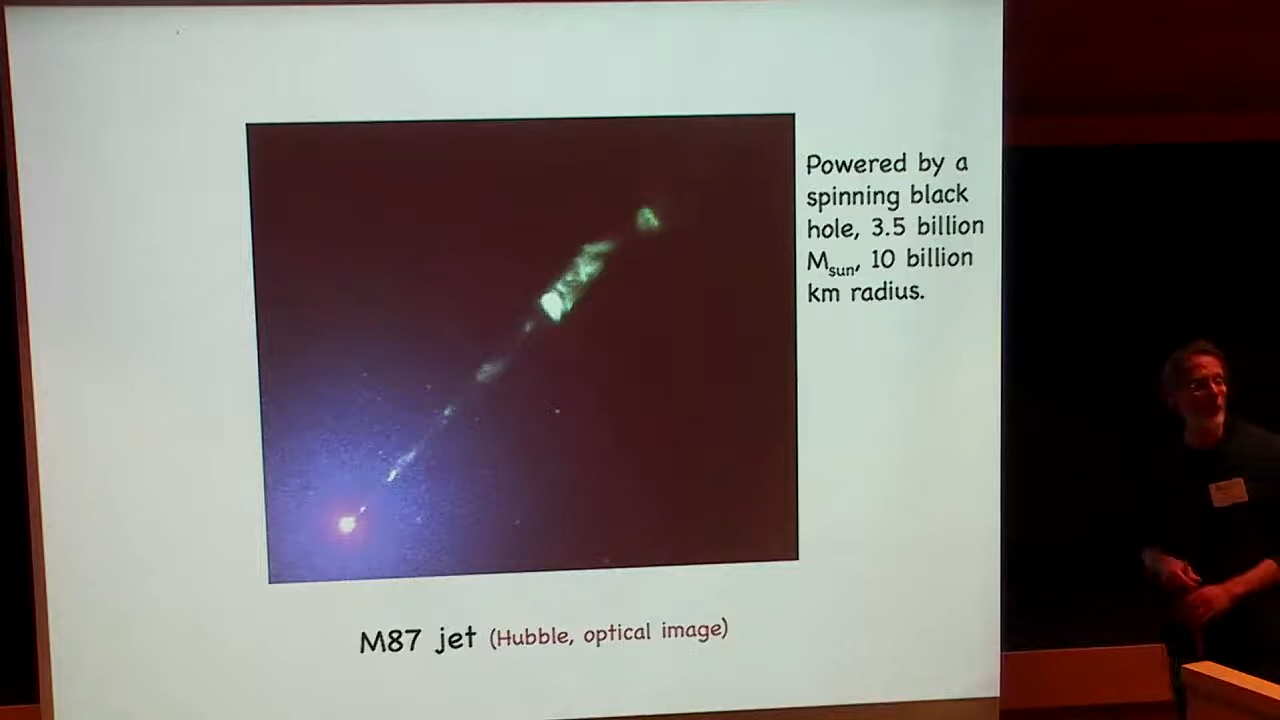 Powered by a
spinning black
hole, 3.5 billion
Msun, 10 billion
km radius.
M87 jet (Hubble, optical image)